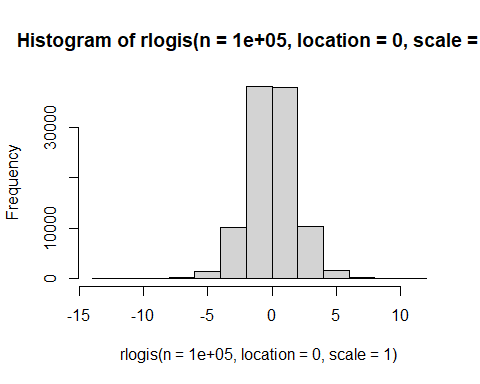 Histogram of rlogis(n = 1e+05, location = 0, scale =
Frequency
30000
10000
0
-15 -10 -5 0 5 10
rlogis(n = 1e+05, location = 0, scale = 1)